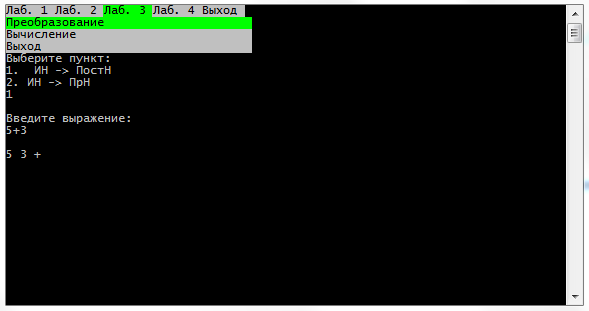 Лаб. 1 Лаб. 2 Лаб. 3 Лаб. 4 Выход
Преобразование
Вычисление
Выход
Выберите пункт:
1.  ИН -> ПостН
2. ИН -> ПрН
1
Введите выражение:
5+3
5 3 +